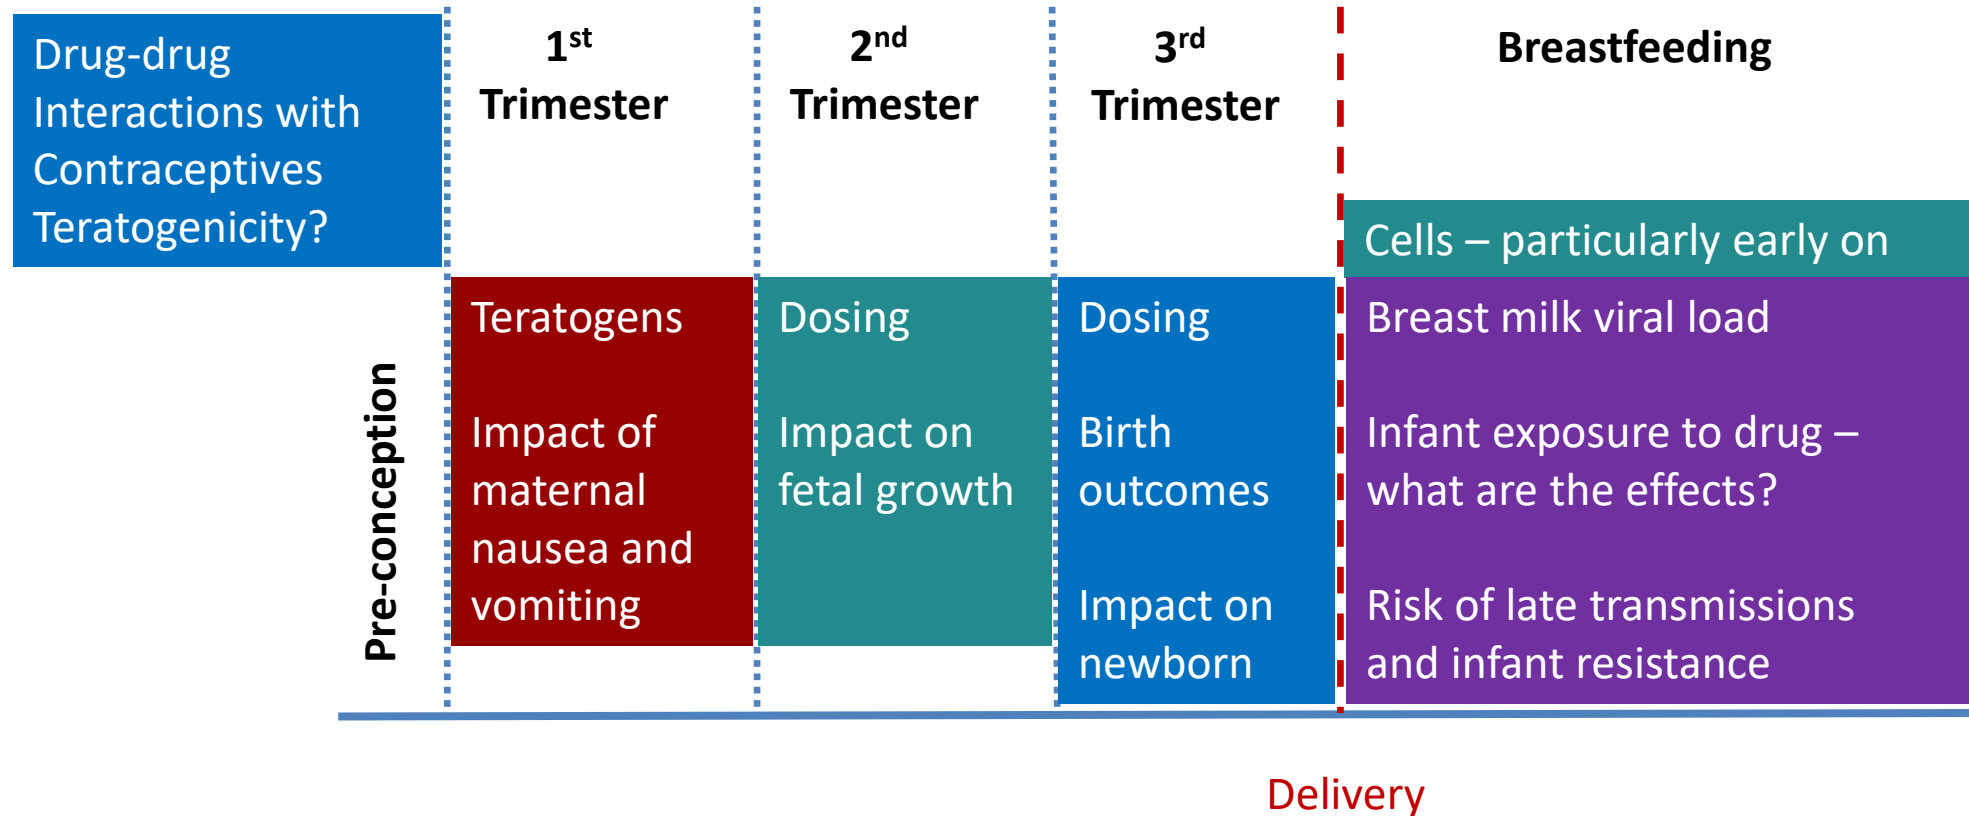 Drug-drug
Interactions with
Contraceptives
Teratogenicity?
Pre-conception
1st
Trimester
Teratogens
Impact of
maternal
nausea and
vomiting
2nd
Trimester
Dosing
Impact on
fetal growth
3rd
Trimester
Dosing
Birth
outcomes
Impact on
newborn
Breastfeeding
Cells – particularly early on
Breast milk viral load
Infant exposure to drug –
what are the effects?
Risk of late transmissions
and infant resistance
Delivery